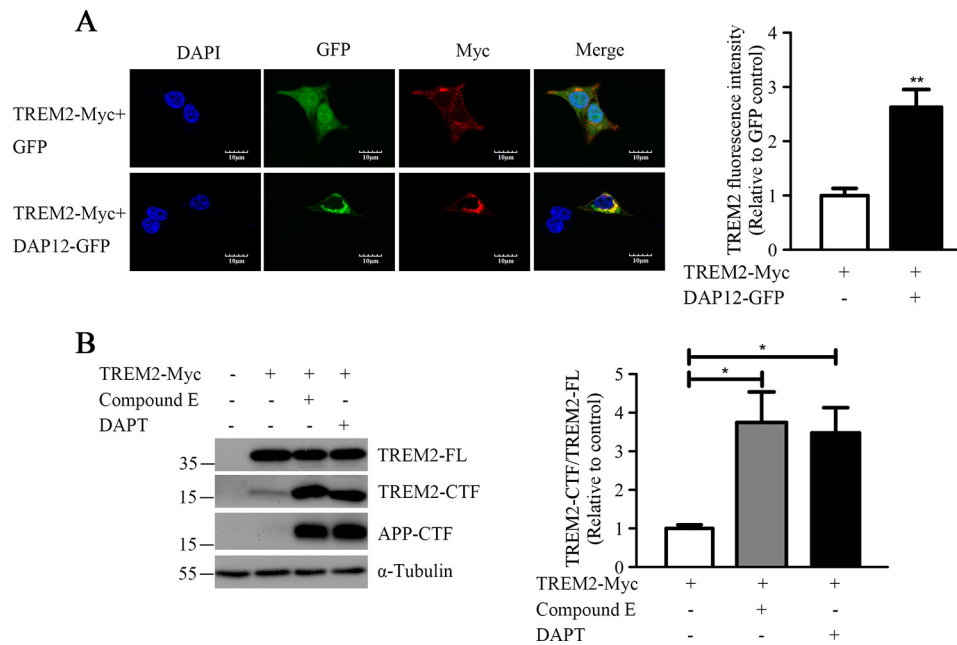 A
DAPI GFP Myc Merge
TREM2-Myc+
GFP
10μm 10μm 10μm 10μm
TREM2-Myc+
DAP12-GFP
10μm 10μm 10μm 10μm
TREM2 fluorescence intensity
(Relative to GFP control)
4
3
2
1
0
**
TREM2-Myc + +
DAP12-GFP - +
B
TREM2-Myc - + + +
Compound E - - + -
DAPT - - - +
35 TREM2-FL
15 TREM2-CTF
15 APP-CTF
55 α-Tubulin
TREM2-CTF/TREM2-FL
(Relative to control)
5
4
3
2
1
0
*
*
TREM2-Myc + + +
Compound E - + -
DAPT - - +